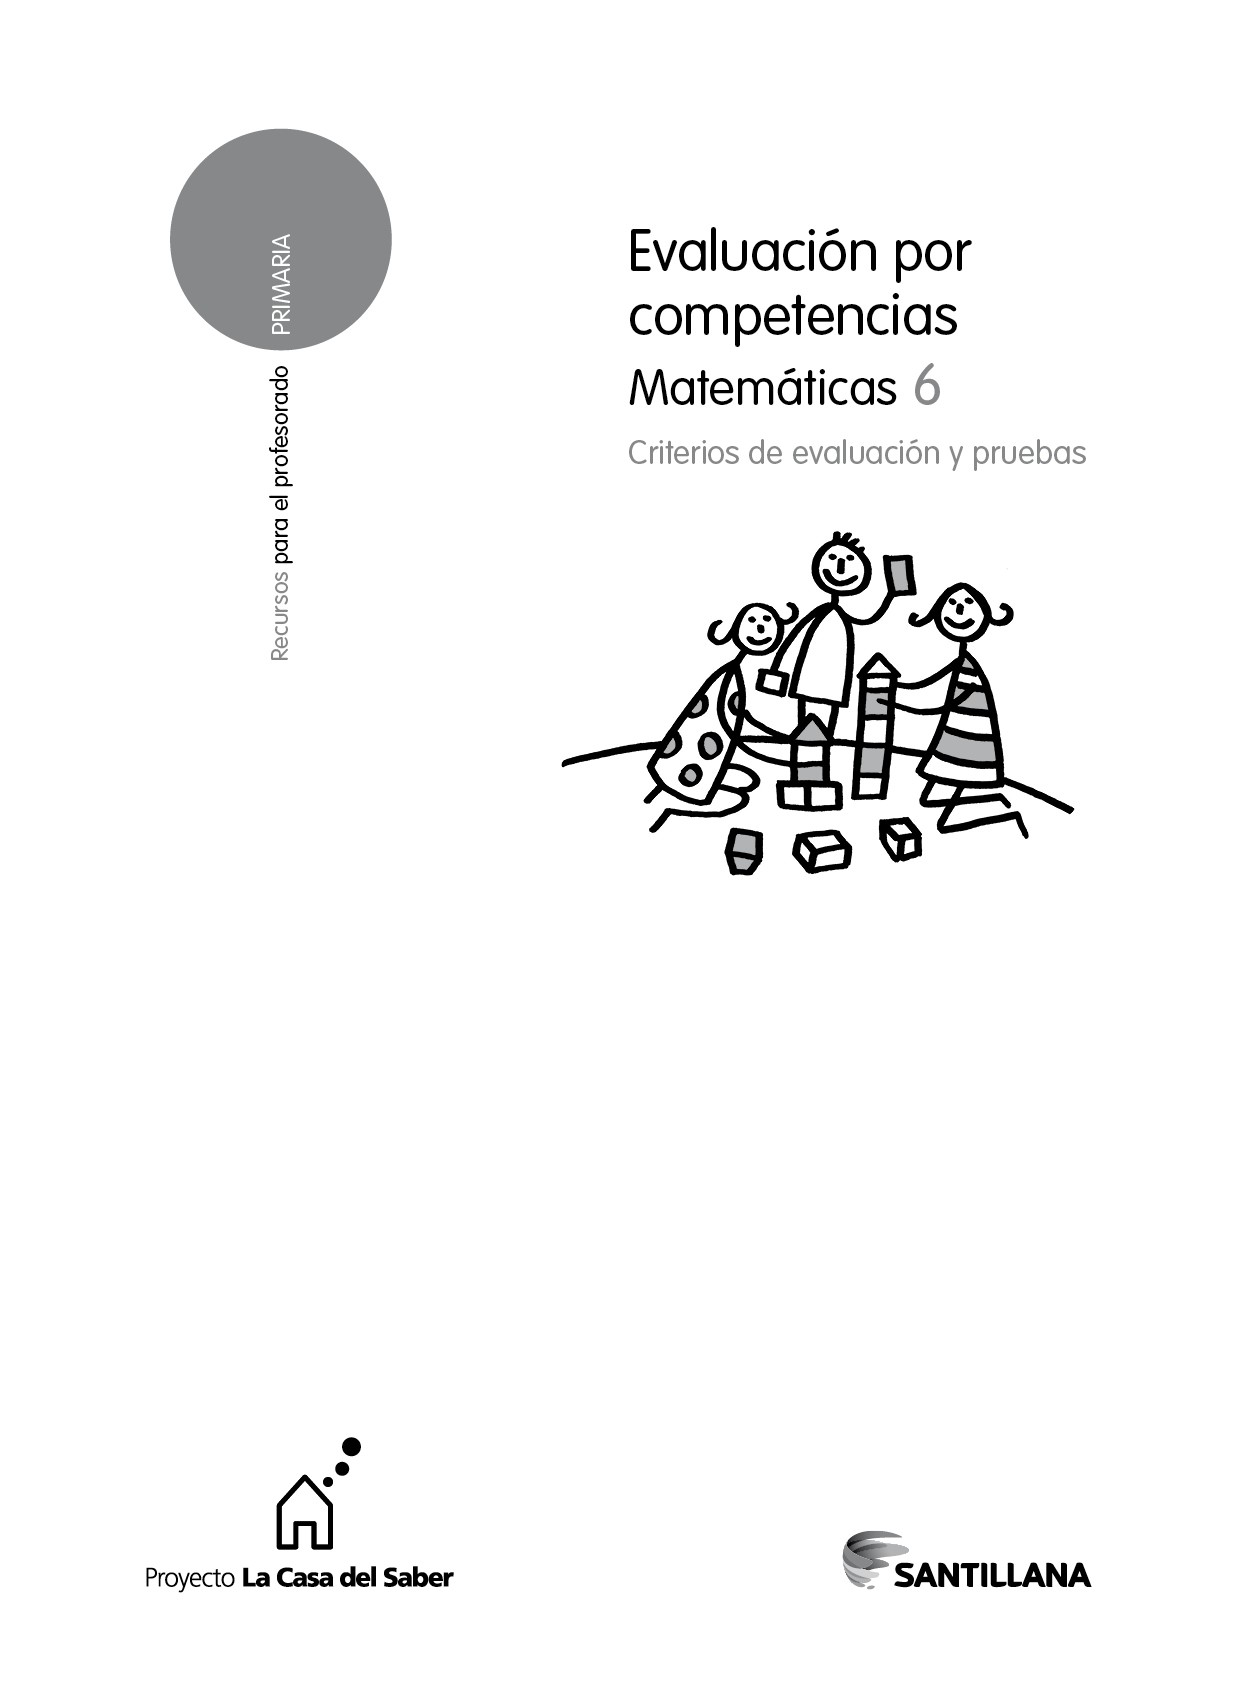 PRIMARIA
Recursos para el profesorado
Evaluación por
competencias
Matemáticas 6
Criterios de evaluación y pruebas
Proyecto La Casa del Saber
SANTILLANA